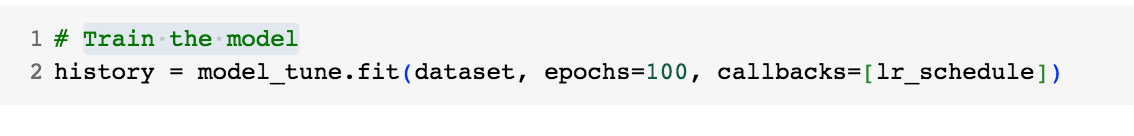 1 # Train the model
2 history = model_tune.fit(dataset, epochs=100, callbacks=[lr_schedule])